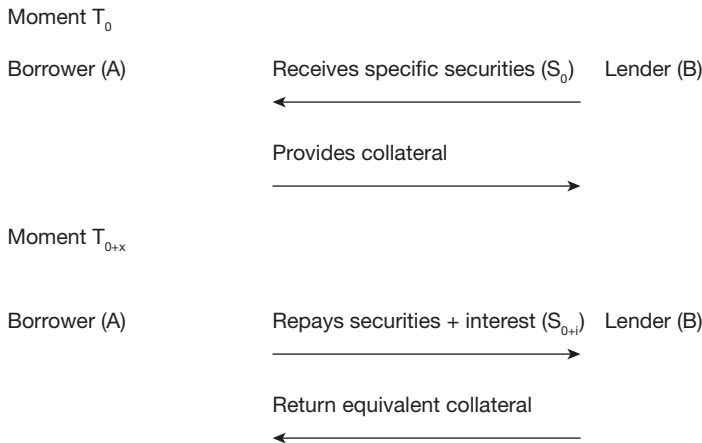 Moment T₀
Borrower (A) Receives specific securities (S₀) Lender (B)
Provides collateral
Moment T₀₊ₓ
Borrower (A) Repays securities + interest (S₀₊ᵢ) Lender (B)
Return equivalent collateral